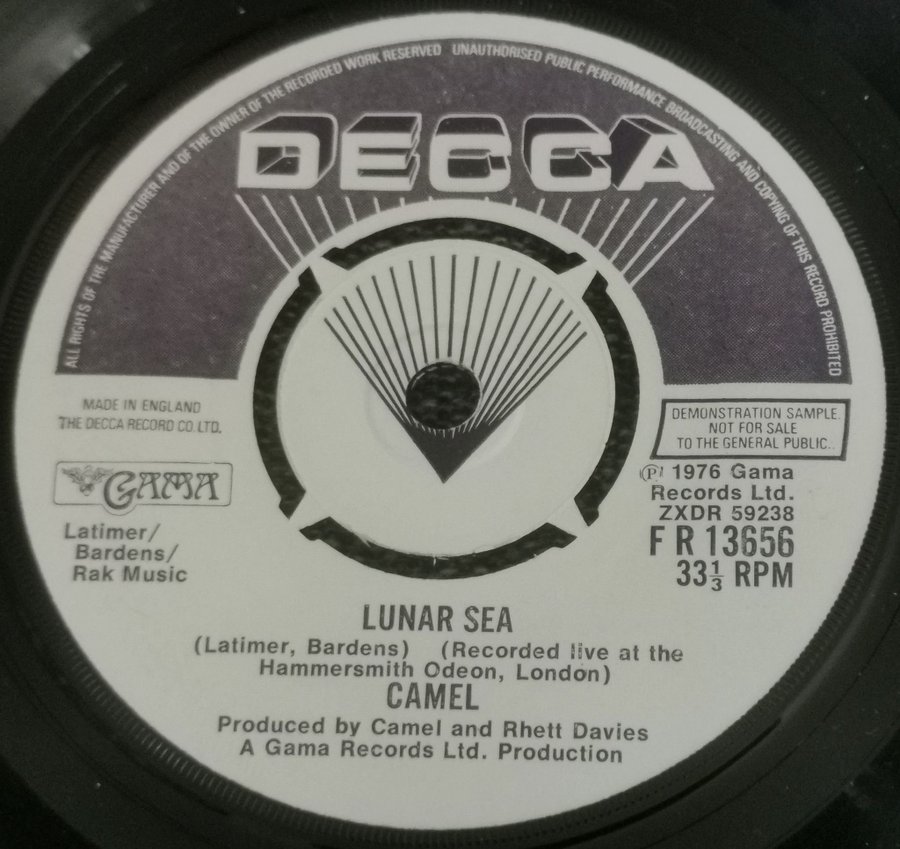 ALL RIGHTS OF THE MANUFACTURER AND OF THE OWNER OF THE RECORDED WORK RESERVED UNAUTHORISED PUBLIC PERFORMANCE BROADCASTING AND COPYING OF THIS RECORD PROHIBITED
DECCA
MADE IN ENGLAND
THE DECCA RECORD CO. LTD.
GAMA
Latimer/
Bardens/
Rak Music
DEMONSTRATION SAMPLE
NOT FOR SALE
TO THE GENERAL PUBLIC..
℗ 1976 Gama
Records Ltd.
ZXDR 59238
F R 13656
33⅓ RPM
LUNAR SEA
(Latimer, Bardens) (Recorded live at the
Hammersmith Odeon, London)
CAMEL
Produced by Camel and Rhett Davies
A Gama Records Ltd. Production